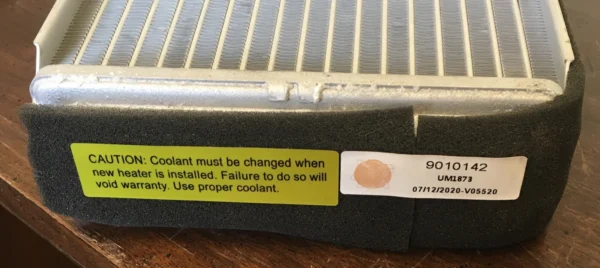 CAUTION: Coolant must be changed when
new heater is installed. Failure to do so will
void warranty. Use proper coolant.
9010142
UM1873
07/12/2020-V05520